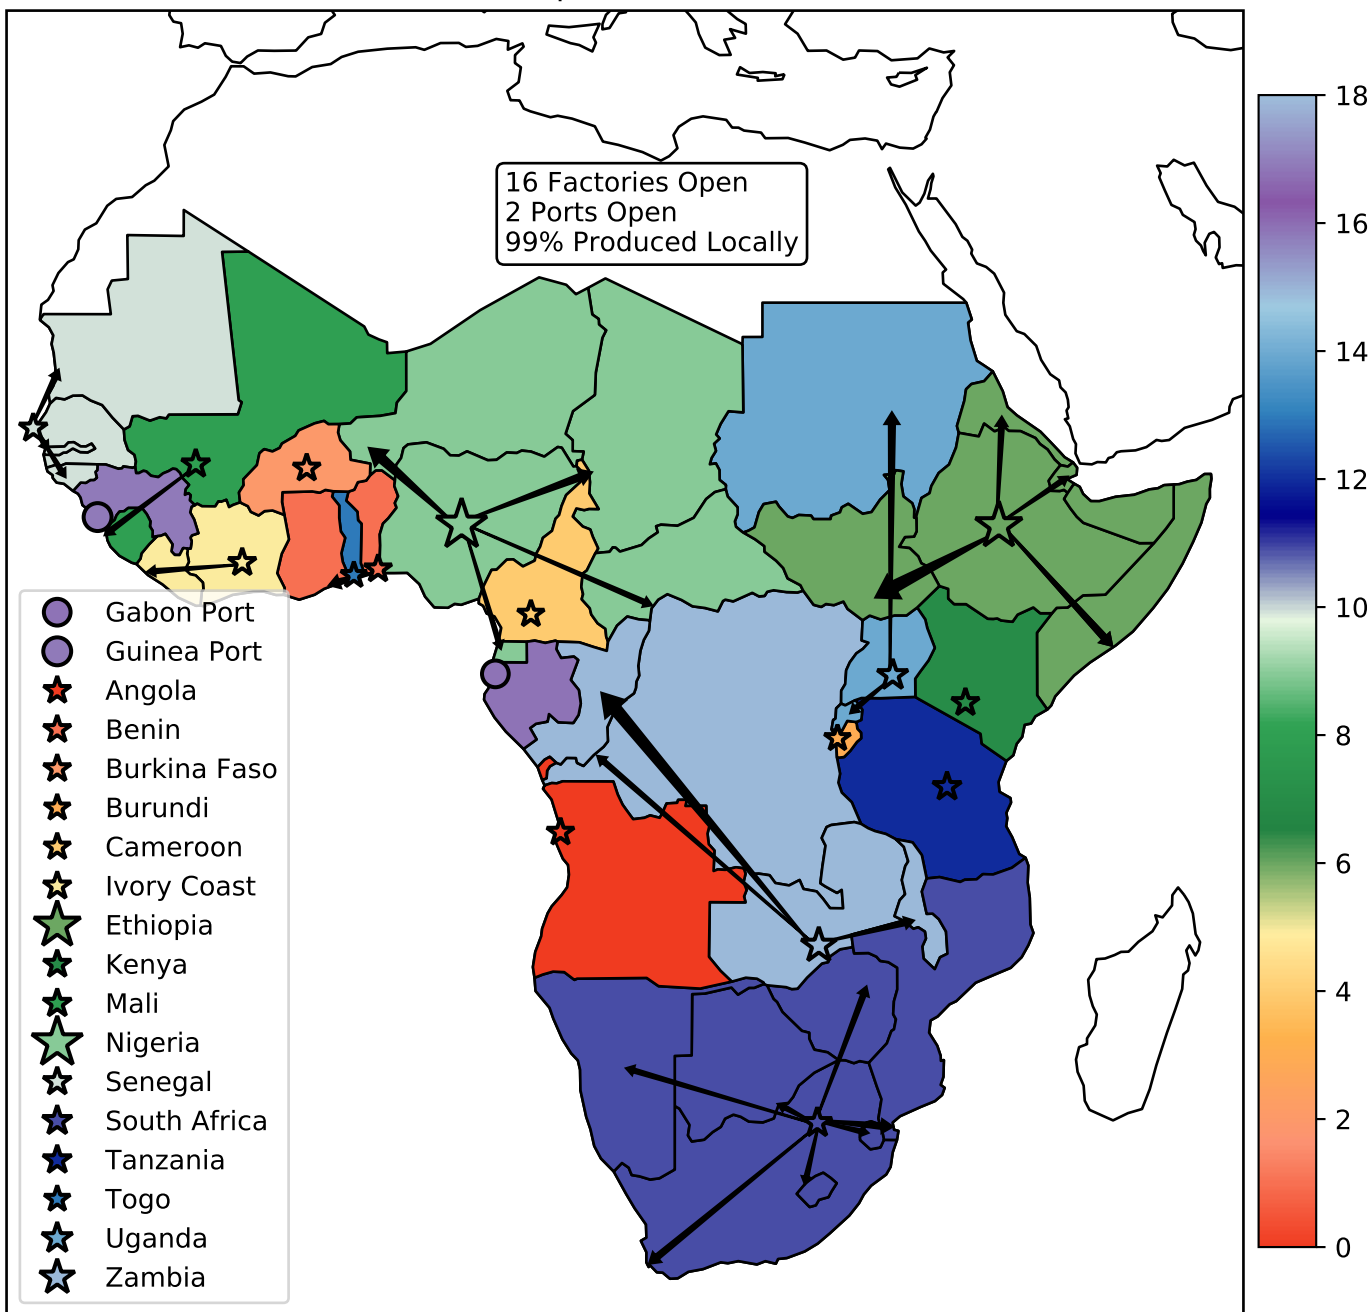 16 Factories Open
2 Ports Open
99% Produced Locally
Gabon Port
Guinea Port
Angola
Benin
Burkina Faso
Burundi
Cameroon
Ivory Coast
Ethiopia
Kenya
Mali
Nigeria
Senegal
South Africa
Tanzania
Togo
Uganda
Zambia
18
16
14
12
10
8
6
4
2
0